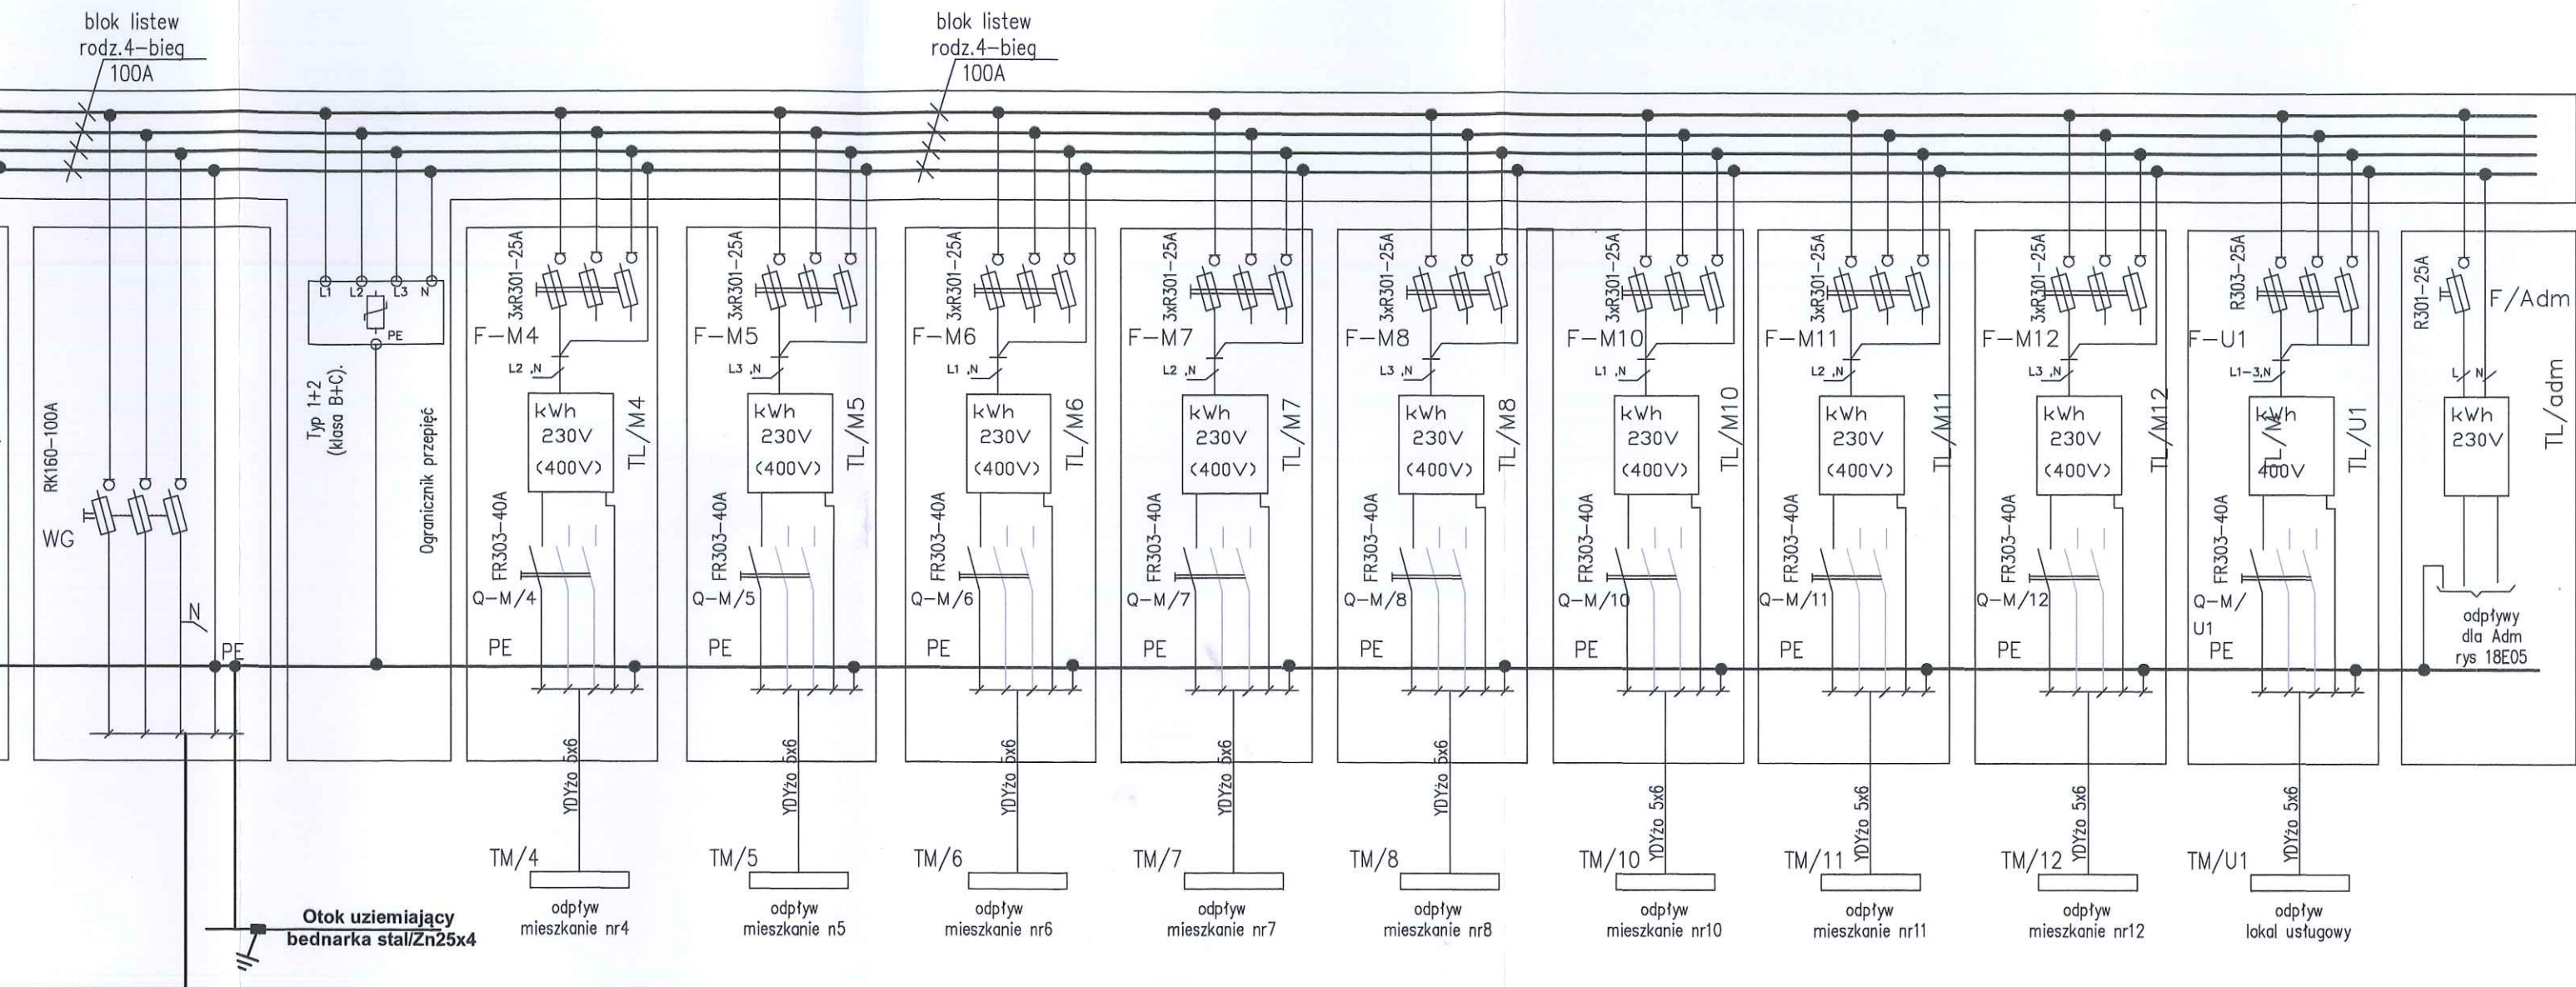 blok listew
rodz.4-bieg
100A
blok listew
rodz.4-bieg
100A
RK160-100A
WG
N
PE
L1 L2 L3 N
PE
Typ 1+2
(klasa B+C).
Ogranicznik przepięć
3xR301-25A
F-M4
L2 ,N
kWh
230V
(400V)
TL/M4
FR303-40A
Q-M/4
PE
YDYżo 5x6
TM/4
odpływ
mieszkanie nr4
3xR301-25A
F-M5
L3 ,N
kWh
230V
(400V)
TL/M5
FR303-40A
Q-M/5
PE
YDYżo 5x6
TM/5
odpływ
mieszkanie n5
3xR301-25A
F-M6
L1 ,N
kWh
230V
(400V)
TL/M6
FR303-40A
Q-M/6
PE
YDYżo 5x6
TM/6
odpływ
mieszkanie nr6
3xR301-25A
F-M7
L2 ,N
kWh
230V
(400V)
TL/M7
FR303-40A
Q-M/7
PE
YDYżo 5x6
TM/7
odpływ
mieszkanie nr7
3xR301-25A
F-M8
L3 ,N
kWh
230V
(400V)
TL/M8
FR303-40A
Q-M/8
PE
YDYżo 5x6
TM/8
odpływ
mieszkanie nr8
3xR301-25A
F-M10
L1 ,N
kWh
230V
(400V)
TL/M10
FR303-40A
Q-M/10
PE
YDYżo 5x6
TM/10
odpływ
mieszkanie nr10
3xR301-25A
F-M11
L2 ,N
kWh
230V
(400V)
TL/M11
FR303-40A
Q-M/11
PE
YDYżo 5x6
TM/11
odpływ
mieszkanie nr11
3xR301-25A
F-M12
L3 ,N
kWh
230V
(400V)
TL/M12
FR303-40A
Q-M/12
PE
YDYżo 5x6
TM/12
odpływ
mieszkanie nr12
R303-25A
F-U1
L1-3,N
kWh
400V
TL/U1
FR303-40A
Q-M/
U1
PE
YDYżo 5x6
TM/U1
odpływ
lokal usługowy
R301-25A
F/Adm
L N
kWh
230V
TL/adm
odpływy
dla Adm
rys 18E05
Otok uziemiający
bednarka stal/Zn25x4